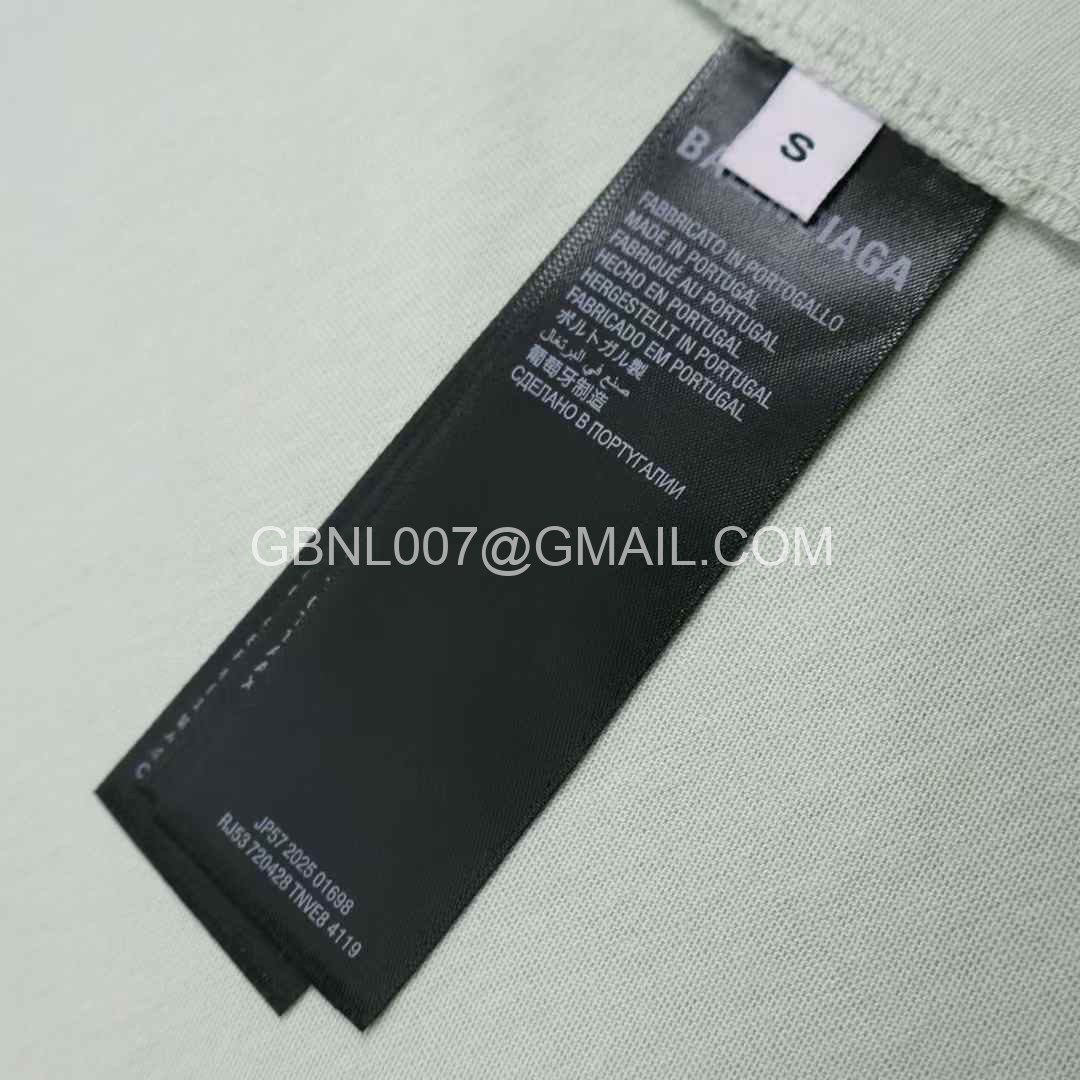 S
FABBRICATO IN PORTOGALLO
MADE IN PORTUGAL
FABRIQUÉ AU PORTUGAL
HECHO EN PORTUGAL
HERGESTELLT IN PORTUGAL
FABRICADO EM PORTUGAL
ポルトガル製
صنع في البرتغال
葡萄牙制造
СДЕЛАНО В ПОРТУГАЛИИ
GBNL007@GMAIL.COM
JP57 2025 01698
RJ53 720428 TNVE8 4119